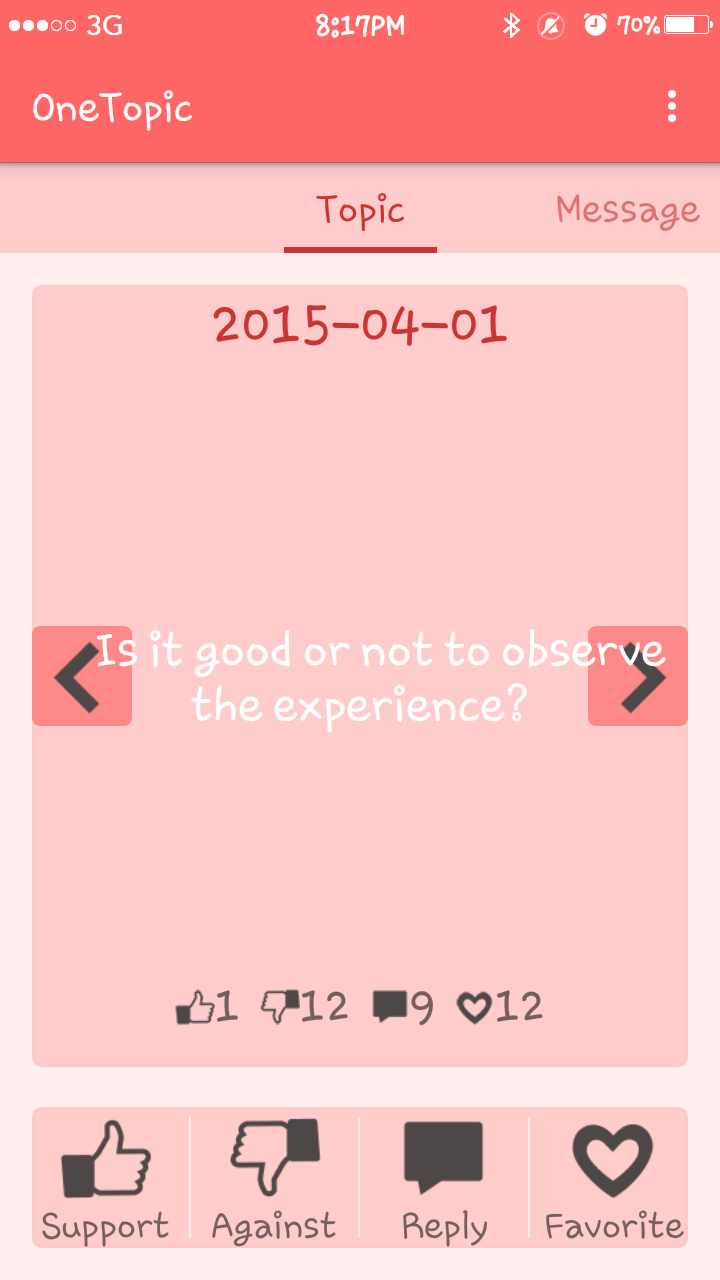 3G 8:17PM 70%
OneTopic
Topic Message
2015-04-01
Is it good or not to observe
the experience?
1 12 9 12
Support Against Reply Favorite